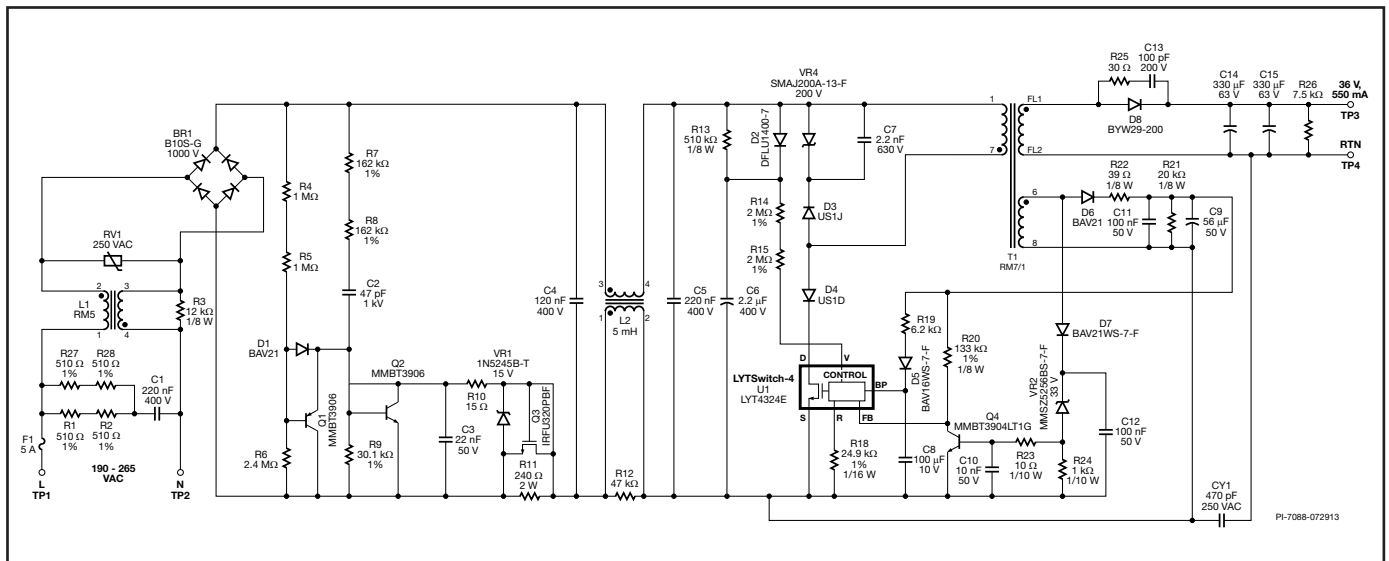 BR1
B10S-G
1000 V
RV1
250 VAC
L1
RM5
2
3
1
4
R3
12 kΩ
1/8 W
R27
510 Ω
1%
R28
510 Ω
1%
C1
220 nF
400 V
R1
510 Ω
1%
R2
510 Ω
1%
F1
5 A
190 - 265
VAC
L
TP1
N
TP2
R4
1 MΩ
R5
1 MΩ
R6
2.4 MΩ
D1
BAV21
Q1
MMBT3906
R7
162 kΩ
1%
R8
162 kΩ
1%
C2
47 pF
1 kV
R9
30.1 kΩ
1%
Q2
MMBT3906
C3
22 nF
50 V
R10
15 Ω
VR1
1N5245B-T
15 V
Q3
IRFU320PBF
R11
240 Ω
2 W
C4
120 nF
400 V
R12
47 kΩ
3
4
1
2
L2
5 mH
C5
220 nF
400 V
C6
2.2 µF
400 V
R13
510 kΩ
1/8 W
D2
DFLU1400-7
VR4
SMAJ200A-13-F
200 V
C7
2.2 nF
630 V
R14
2 MΩ
1%
R15
2 MΩ
1%
D3
US1J
D4
US1D
LYTSwitch-4
U1
LYT4324E
D
V
CONTROL
BP
S
R
FB
R18
24.9 kΩ
1%
1/16 W
R19
6.2 kΩ
D5
BAV16WS-7-F
C8
100 µF
10 V
R20
133 kΩ
1%
1/8 W
Q4
MMBT3904LT1G
C10
10 nF
50 V
R23
10 Ω
1/10 W
R24
1 kΩ
1/10 W
VR2
MMSZ5256BS-7-F
33 V
D7
BAV21WS-7-F
C12
100 nF
50 V
1
7
FL1
FL2
6
8
T1
RM7/1
D6
BAV21
R22
39 Ω
1/8 W
C11
100 nF
50 V
R21
20 kΩ
1/8 W
C9
56 µF
50 V
R25
30 Ω
C13
100 pF
200 V
D8
BYW29-200
C14
330 µF
63 V
C15
330 µF
63 V
R26
7.5 kΩ
36 V,
550 mA
TP3
RTN
TP4
CY1
470 pF
250 VAC
PI-7088-072913